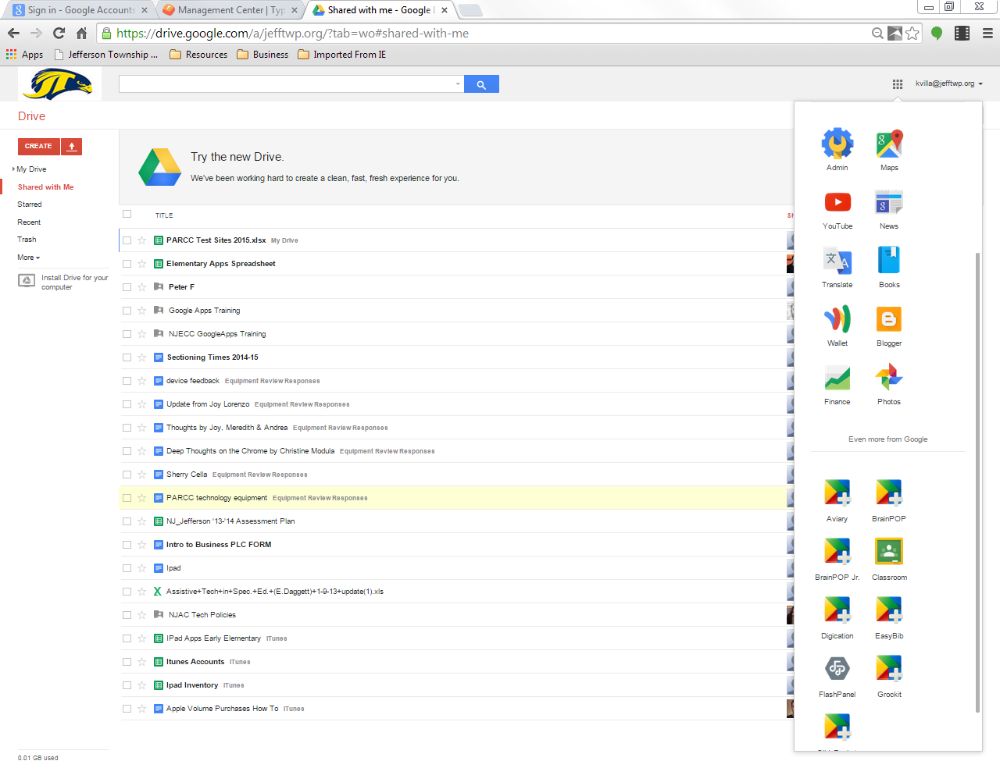 Sign in - Google Accounts
Management Center | Typ
Shared with me - Google
https://drive.google.com/a/jefftwp.org/?tab=wo#shared-with-me
Apps
Jefferson Township ...
Resources
Business
Imported From IE
JT
kvilla@jefftwp.org
Drive
CREATE
My Drive
Shared with Me
Starred
Recent
Trash
More
Install Drive for your
computer
0.01 GB used
Try the new Drive.
We've been working hard to create a clean, fast, fresh experience for you.
TITLE
PARCC Test Sites 2015.xlsx My Drive
Elementary Apps Spreadsheet
Peter F
Google Apps Training
NJECC GoogleApps Training
Sectioning Times 2014-15
device feedback Equipment Review Responses
Update from Joy Lorenzo Equipment Review Responses
Thoughts by Joy, Meredith & Andrea Equipment Review Responses
Deep Thoughts on the Chrome by Christine Modula Equipment Review Responses
Sherry Cella Equipment Review Responses
PARCC technology equipment Equipment Review Responses
NJ_Jefferson '13-'14 Assessment Plan
Intro to Business PLC FORM
Ipad
Assistive+Tech+in+Spec.+Ed.+(E.Daggett)+1-9-13+update(1).xls
NJAC Tech Policies
IPad Apps Early Elementary ITunes
Itunes Accounts ITunes
Ipad Inventory ITunes
Apple Volume Purchases How To ITunes
Admin
Maps
YouTube
News
Translate
Books
Wallet
Blogger
Finance
Photos
Even more from Google
Aviary
BrainPOP
BrainPOP Jr.
Classroom
Digication
EasyBib
FlashPanel
Grockit